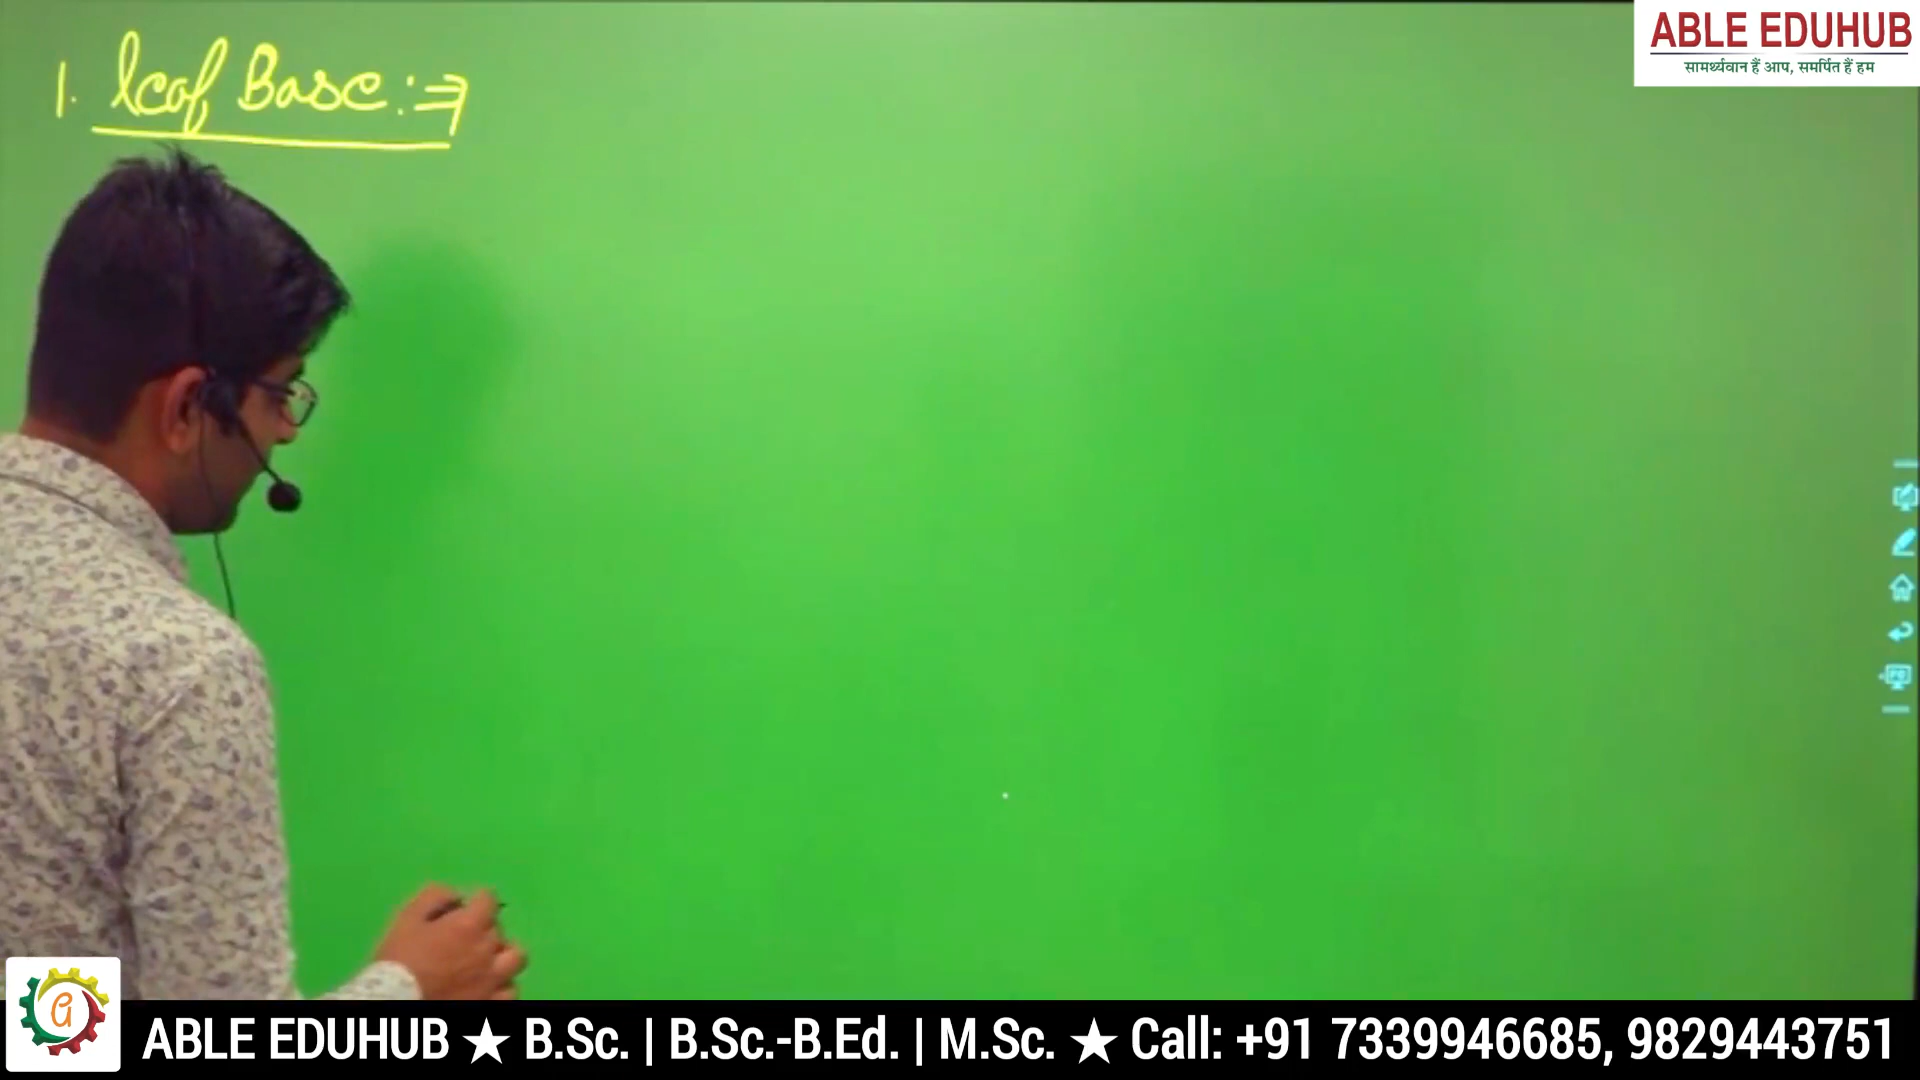 1. leaf Base :⇒
ABLE EDUHUB
सामर्थ्यवान हैं आप, समर्पित हैं हम
ABLE EDUHUB ★ B.Sc. | B.Sc.-B.Ed. | M.Sc. ★ Call: +91 7339946685, 9829443751